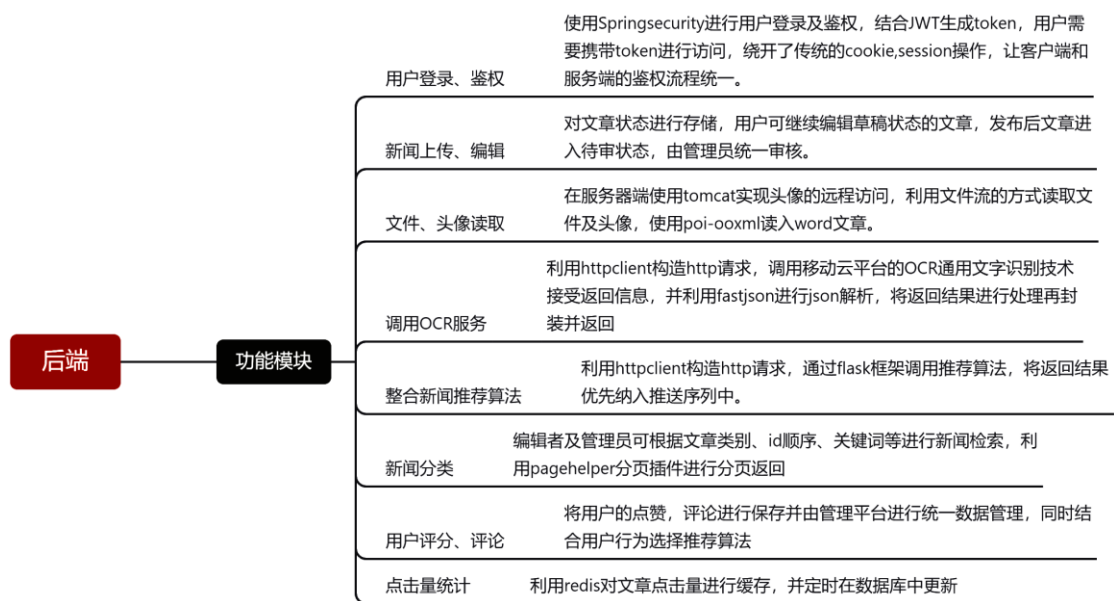 后端
功能模块
使用Springsecurity进行用户登录及鉴权，结合JWT生成token，用户需
要携带token进行访问，绕开了传统的cookie,session操作，让客户端和
用户登录、鉴权
服务端的鉴权流程统一。
对文章状态进行存储，用户可继续编辑草稿状态的文章，发布后文章进
新闻上传、编辑
入待审状态，由管理员统一审核。
在服务器端使用tomcat实现头像的远程访问，利用文件流的方式读取文
文件、头像读取
件及头像，使用poi-ooxml读入word文章。
利用httpclient构造http请求，调用移动云平台的OCR通用文字识别技术
接受返回信息，并利用fastjson进行json解析，将返回结果进行处理再封
调用OCR服务
装并返回
利用httpclient构造http请求，通过flask框架调用推荐算法，将返回结果
整合新闻推荐算法
优先纳入推送序列中。
编辑者及管理员可根据文章类别、id顺序、关键词等进行新闻检索，利
新闻分类
用pagehelper分页插件进行分页返回
将用户的点赞，评论进行保存并由管理平台进行统一数据管理，同时结
用户评分、评论
合用户行为选择推荐算法
点击量统计
利用redis对文章点击量进行缓存，并定时在数据库中更新